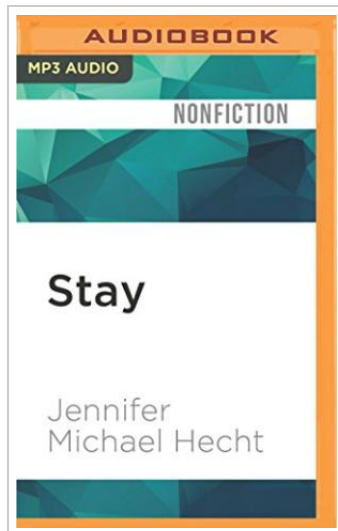 AUDIOBOOK
MP3 AUDIO
NONFICTION
Stay
Jennifer
Michael Hecht